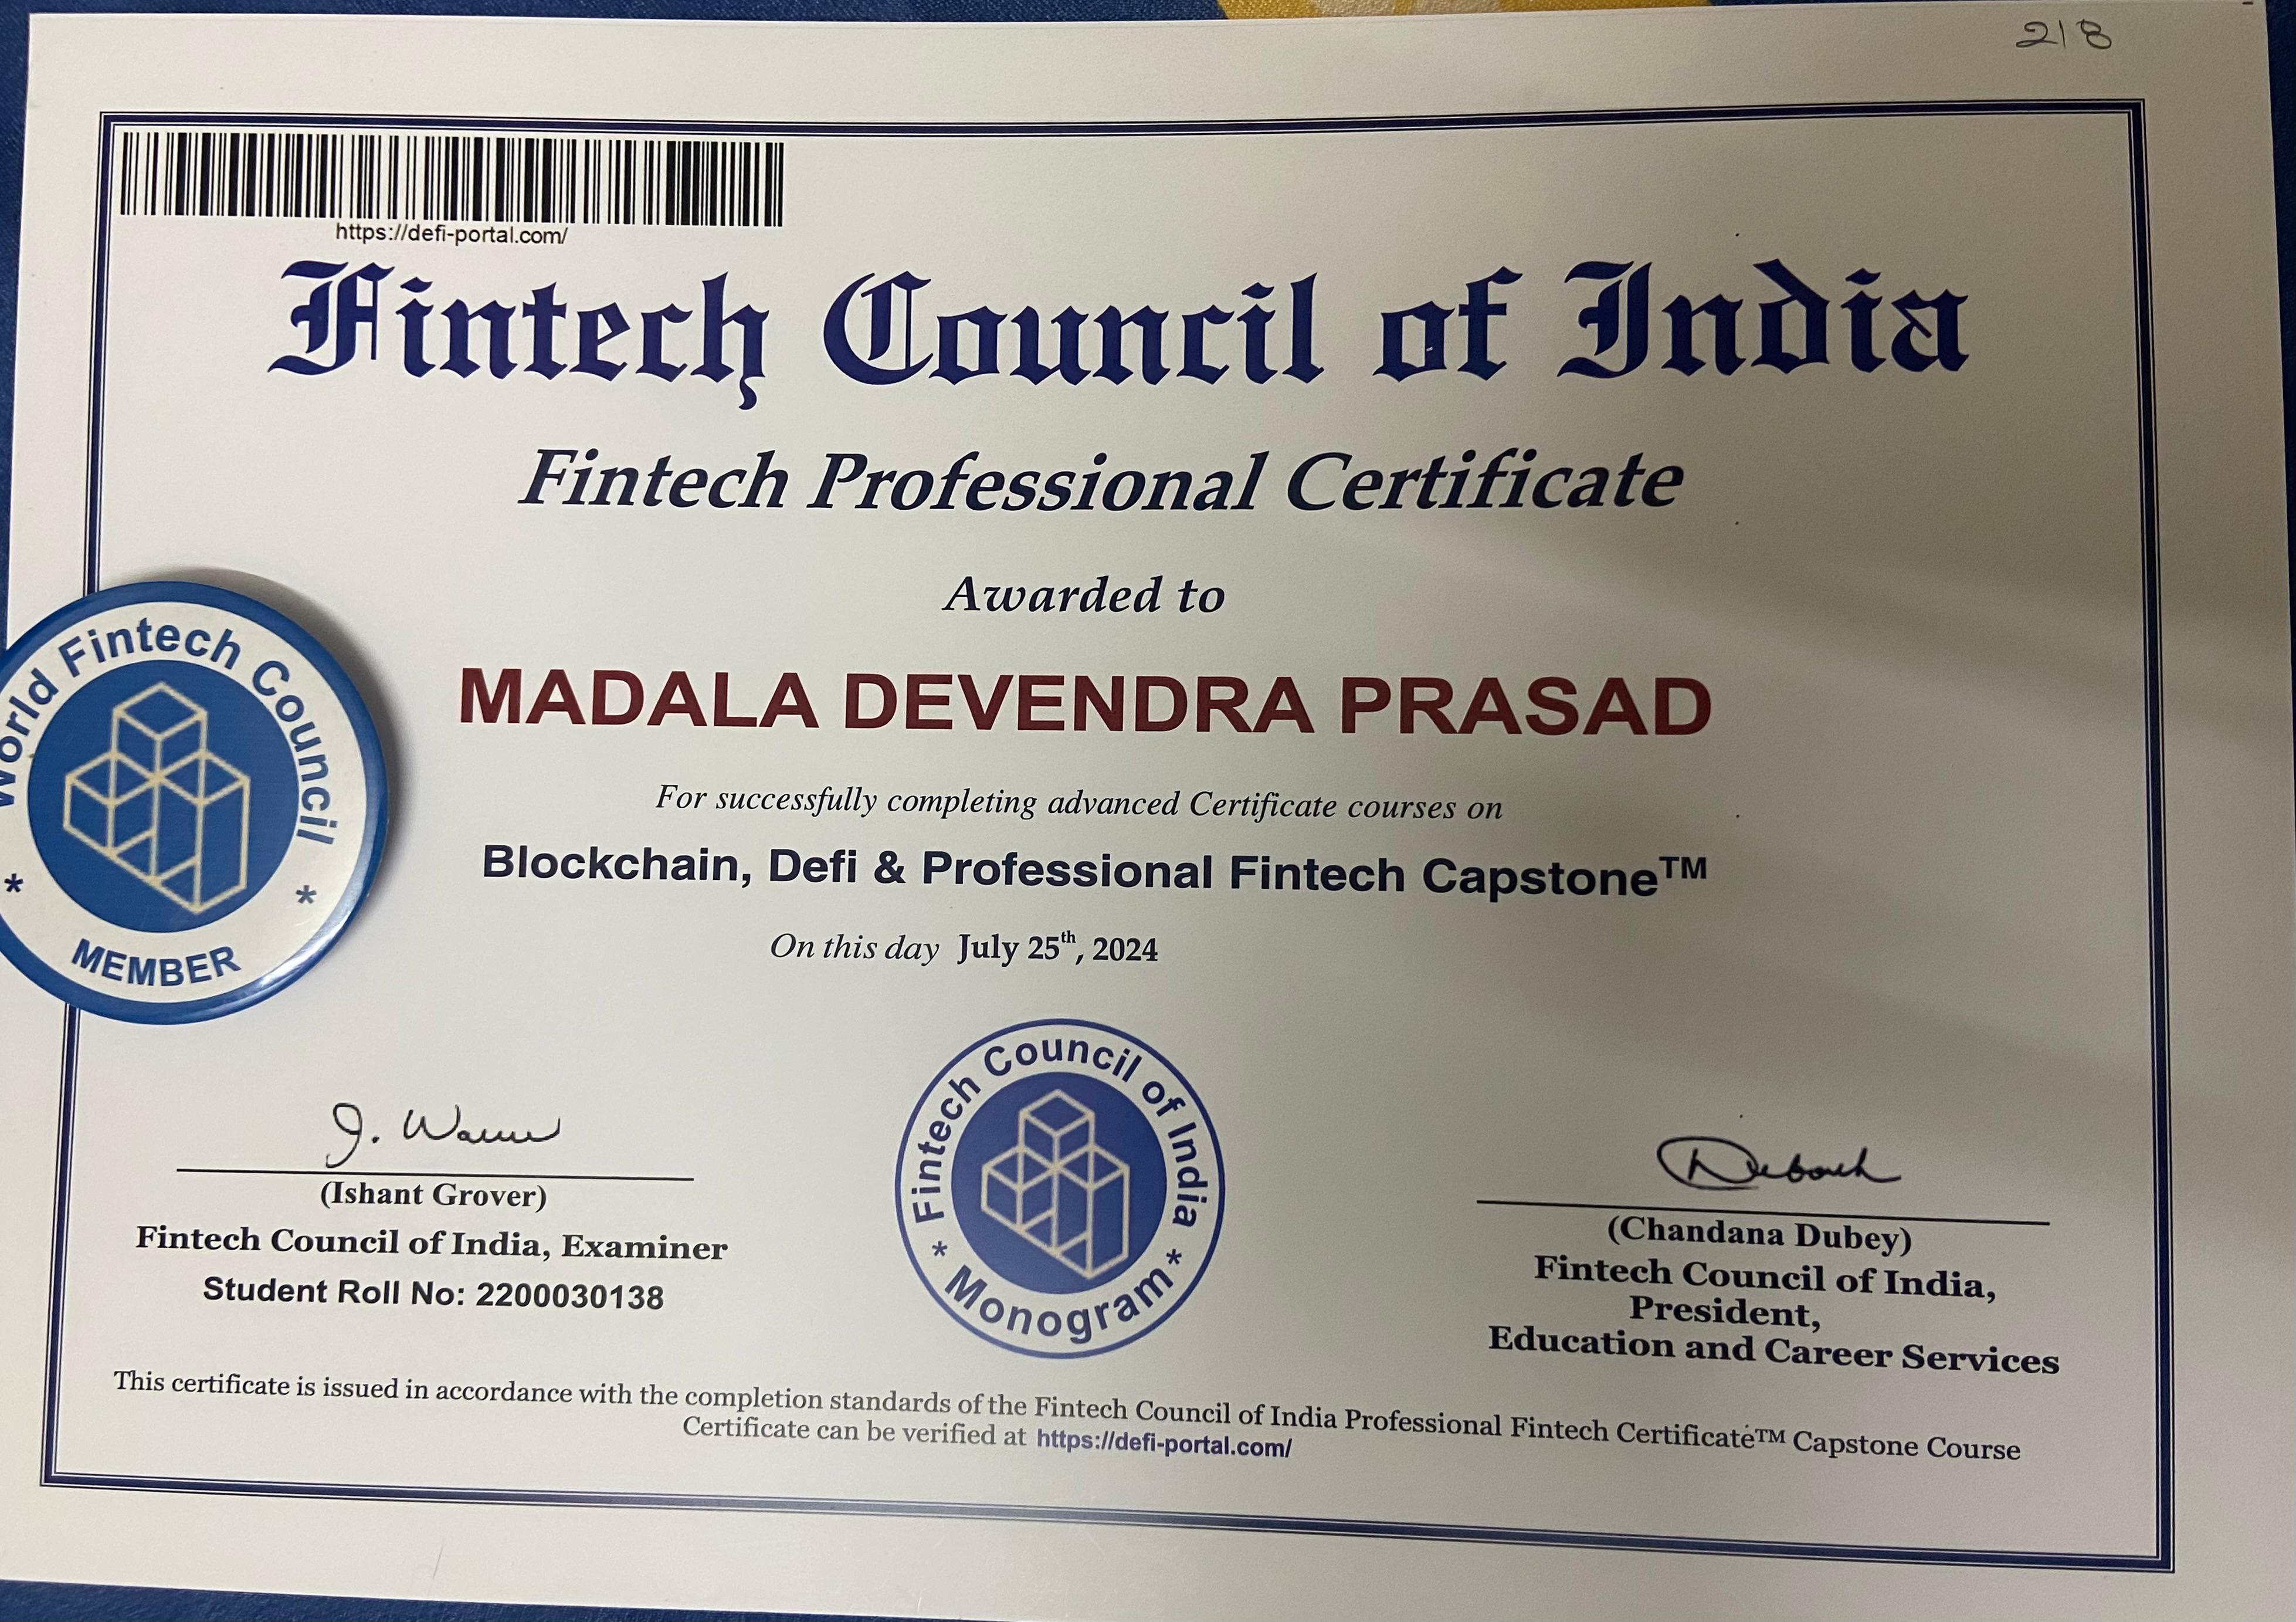 218
https://defi-portal.com/
Fintech Council of India
Fintech Professional Certificate
Awarded to
MADALA DEVENDRA PRASAD
For successfully completing advanced Certificate courses on
Blockchain, Defi & Professional Fintech Capstone™
On this day July 25th, 2024
World Fintech Council
* MEMBER *
(Ishant Grover)
Fintech Council of India, Examiner
Student Roll No: 2200030138
Fintech Council of India
* Monogram *
(Chandana Dubey)
Fintech Council of India,
President,
Education and Career Services
This certificate is issued in accordance with the completion standards of the Fintech Council of India Professional Fintech Certificate™ Capstone Course
Certificate can be verified at https://defi-portal.com/